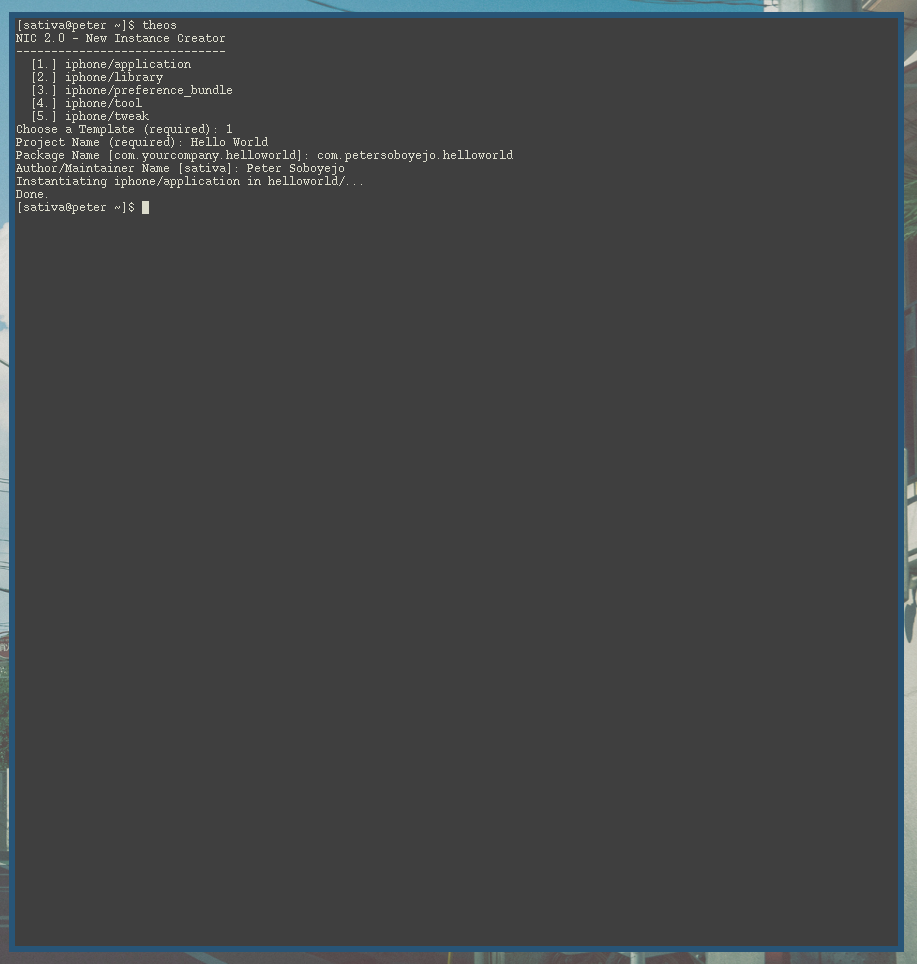 [sativa@peter ~]$ theos
NIC 2.0 - New Instance Creator
------------------------------
  [1.] iphone/application
  [2.] iphone/library
  [3.] iphone/preference_bundle
  [4.] iphone/tool
  [5.] iphone/tweak
Choose a Template (required): 1
Project Name (required): Hello World
Package Name [com.yourcompany.helloworld]: com.petersoboyejo.helloworld
Author/Maintainer Name [sativa]: Peter Soboyejo
Instantiating iphone/application in helloworld/...
Done.
[sativa@peter ~]$